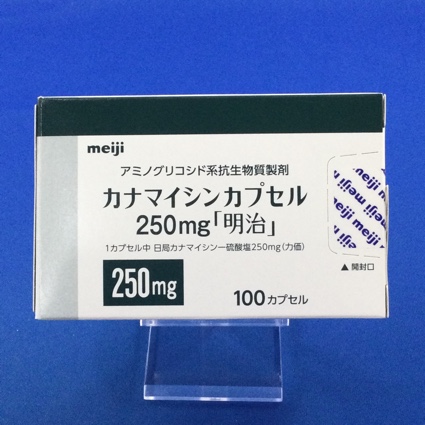 meiji
アミノグリコシド系抗生物質製剤
カナマイシンカプセル
250mg「明治」
1カプセル中 日局カナマイシン一硫酸塩250mg(力価)
250mg
100カプセル
meiji
meiji
▲開封口